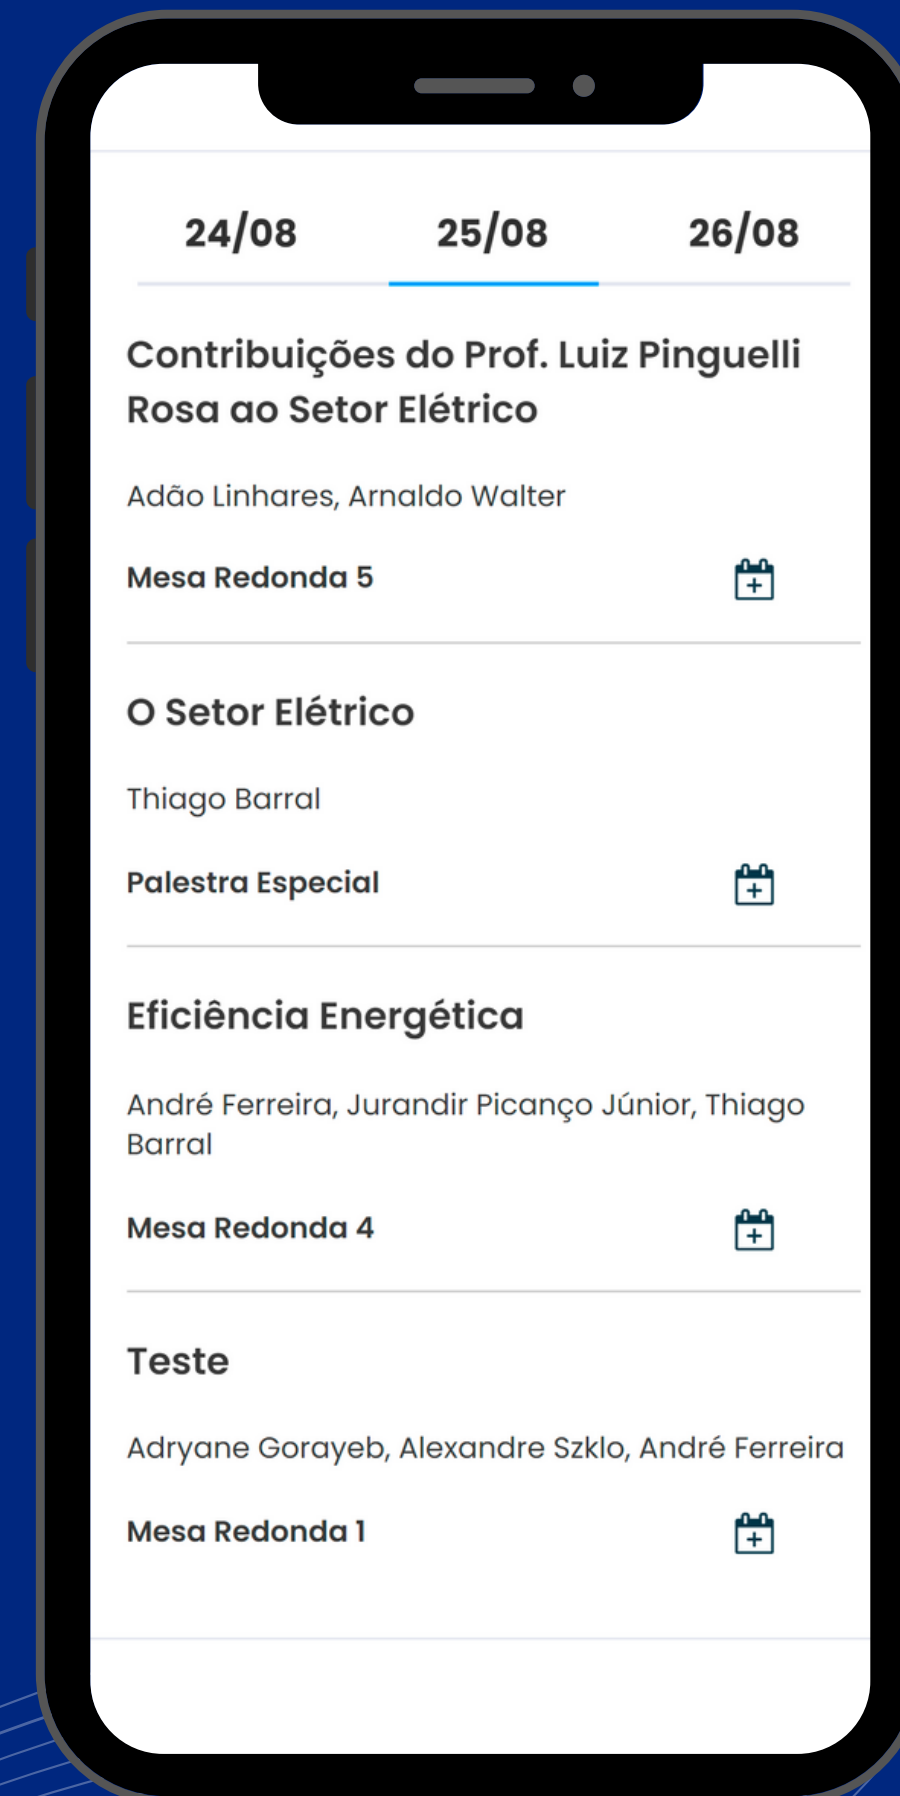 24/08 25/08 26/08
Contribuições do Prof. Luiz Pinguelli
Rosa ao Setor Elétrico
Adão Linhares, Arnaldo Walter
Mesa Redonda 5
O Setor Elétrico
Thiago Barral
Palestra Especial
Eficiência Energética
André Ferreira, Jurandir Picanço Júnior, Thiago
Barral
Mesa Redonda 4
Teste
Adryane Gorayeb, Alexandre Szklo, André Ferreira
Mesa Redonda 1